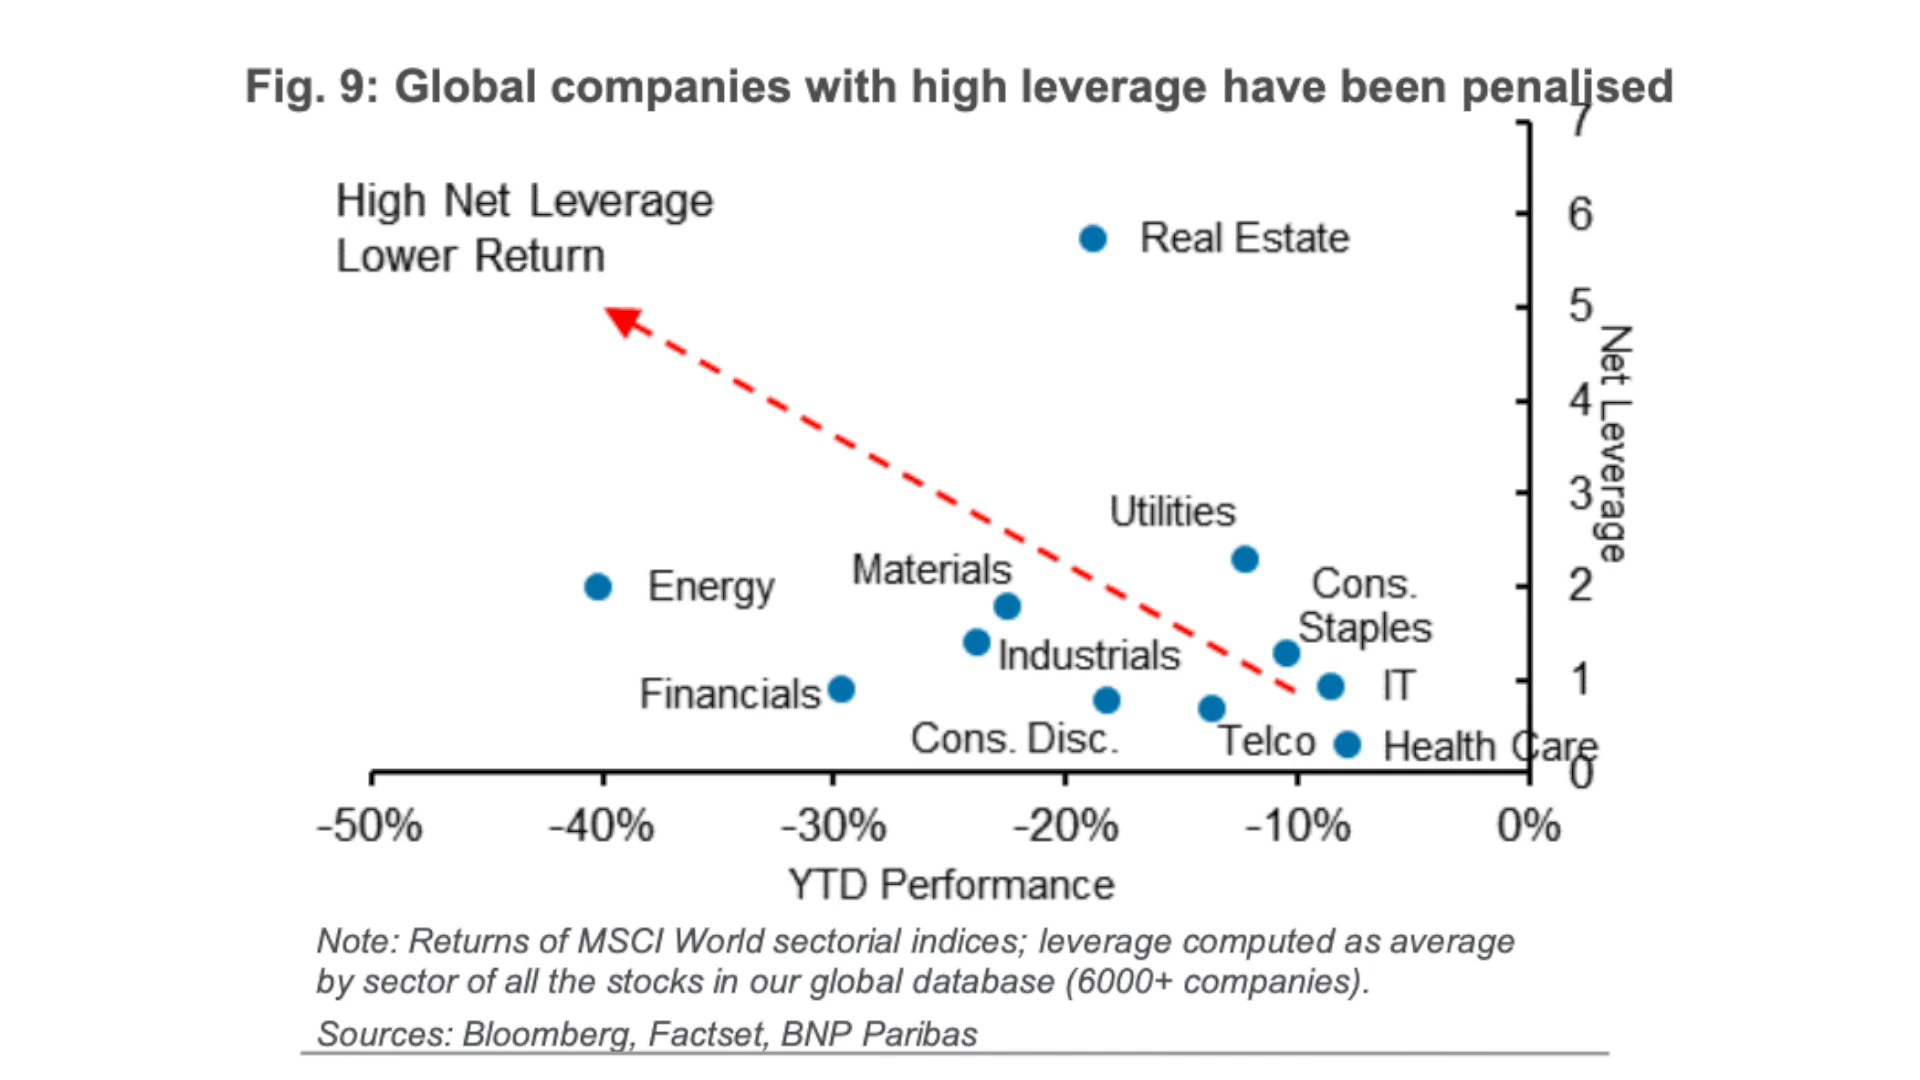 Fig. 9: Global companies with high leverage have been penalised
7
High Net Leverage
Lower Return
6
Real Estate
5
Net Leverage
4
3
Utilities
Materials
Cons.
Staples
Energy
2
Industrials
Financials
IT
1
Cons. Disc.
Telco
Health Care
0
-50%
-40%
-30%
-20%
-10%
0%
YTD Performance
Note: Returns of MSCI World sectorial indices; leverage computed as average
by sector of all the stocks in our global database (6000+ companies).
Sources: Bloomberg, Factset, BNP Paribas